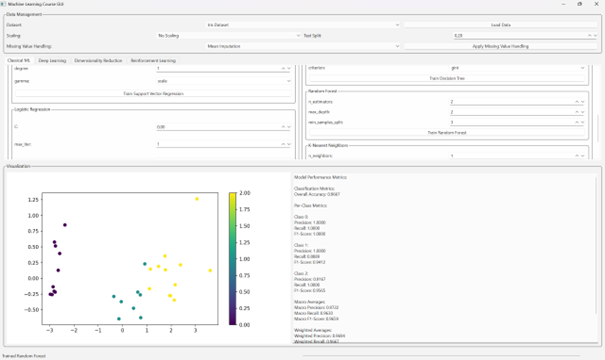 Machine Learning Course GUI
Data Management
Dataset: Iris Dataset Load Data
Scaling: No Scaling Test Split: 0.20
Missing Value Handling: Mean Imputation Apply Missing Value Handling
Classical ML Deep Learning Dimensionality Reduction Reinforcement Learning
degree: 1
gamma: scale
Train Support Vector Regression
Logistic Regression
C: 0.00
max_iter: 1
criterion: gini
Train Decision Tree
Random Forest
n_estimators: 2
max_depth: 2
min_samples_split:
Train Random Forest
K-Nearest Neighbors
n_neighbors: 1
Visualization
1.25
1.00
0.75
0.50
0.25
0.00
−0.25
−0.50
−3 −2 −1 0 1 2 3
2.00
1.75
1.50
1.25
1.00
0.75
0.50
0.25
0.00
Model Performance Metrics
Classification Metrics
Overall Accuracy: 0.9667
Per-Class Metrics
Class 0:
Precision: 1.0000
Recall: 1.0000
F1-Score: 1.0000
Class 1:
Precision: 1.0000
Recall: 0.8889
F1-Score: 0.9412
Class 2:
Precision: 0.9167
Recall: 1.0000
F1-Score: 0.9565
Macro Averages:
Macro Precision: 0.9722
Macro Recall: 0.9630
Macro F1-Score: 0.9659
Weighted Averages:
Weighted Precision: 0.9694
Weighted Recall: 0.9667
Trained Random Forest